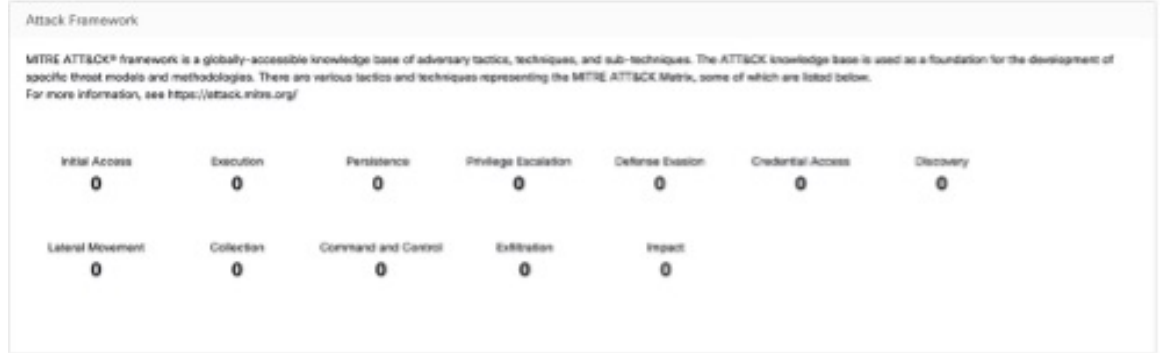 Attack Framework
MITRE ATT&CK® framework is a globally-accessible knowledge base of adversary tactics, techniques, and sub-techniques. The ATT&CK knowledge base is used as a foundation for the development of
specific threat models and methodologies. There are various tactics and techniques representing the MITRE ATT&CK Matrix, some of which are listed below.
For more information, see https://attack.mitre.org/
Initial Access Execution Persistence Privilege Escalation Defense Evasion Credential Access Discovery
0 0 0 0 0 0 0
Lateral Movement Collection Command and Control Exfiltration Impact
0 0 0 0 0